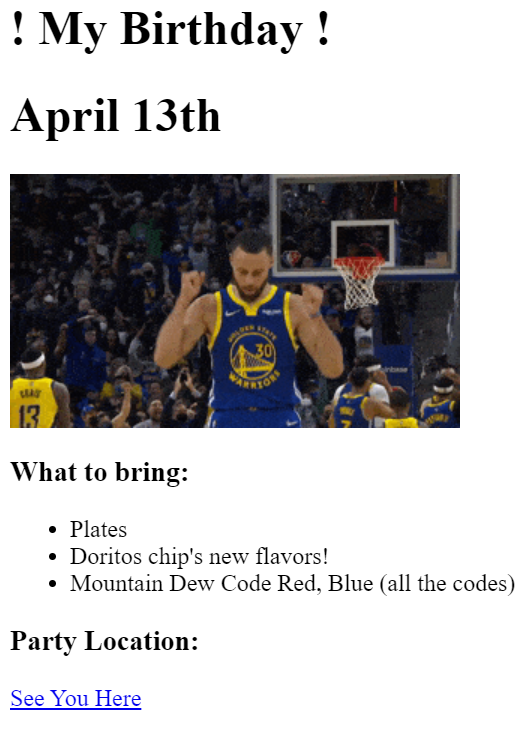 ! My Birthday !
April 13th
GOLDEN STATE
30
WARRIORS
13
What to bring:
• Plates
• Doritos chip's new flavors!
• Mountain Dew Code Red, Blue (all the codes)
Party Location:
See You Here